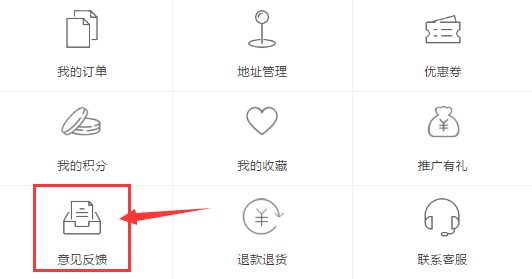 我的订单 地址管理 优惠券
我的积分 我的收藏 推广有礼
意见反馈 退款退货 联系客服